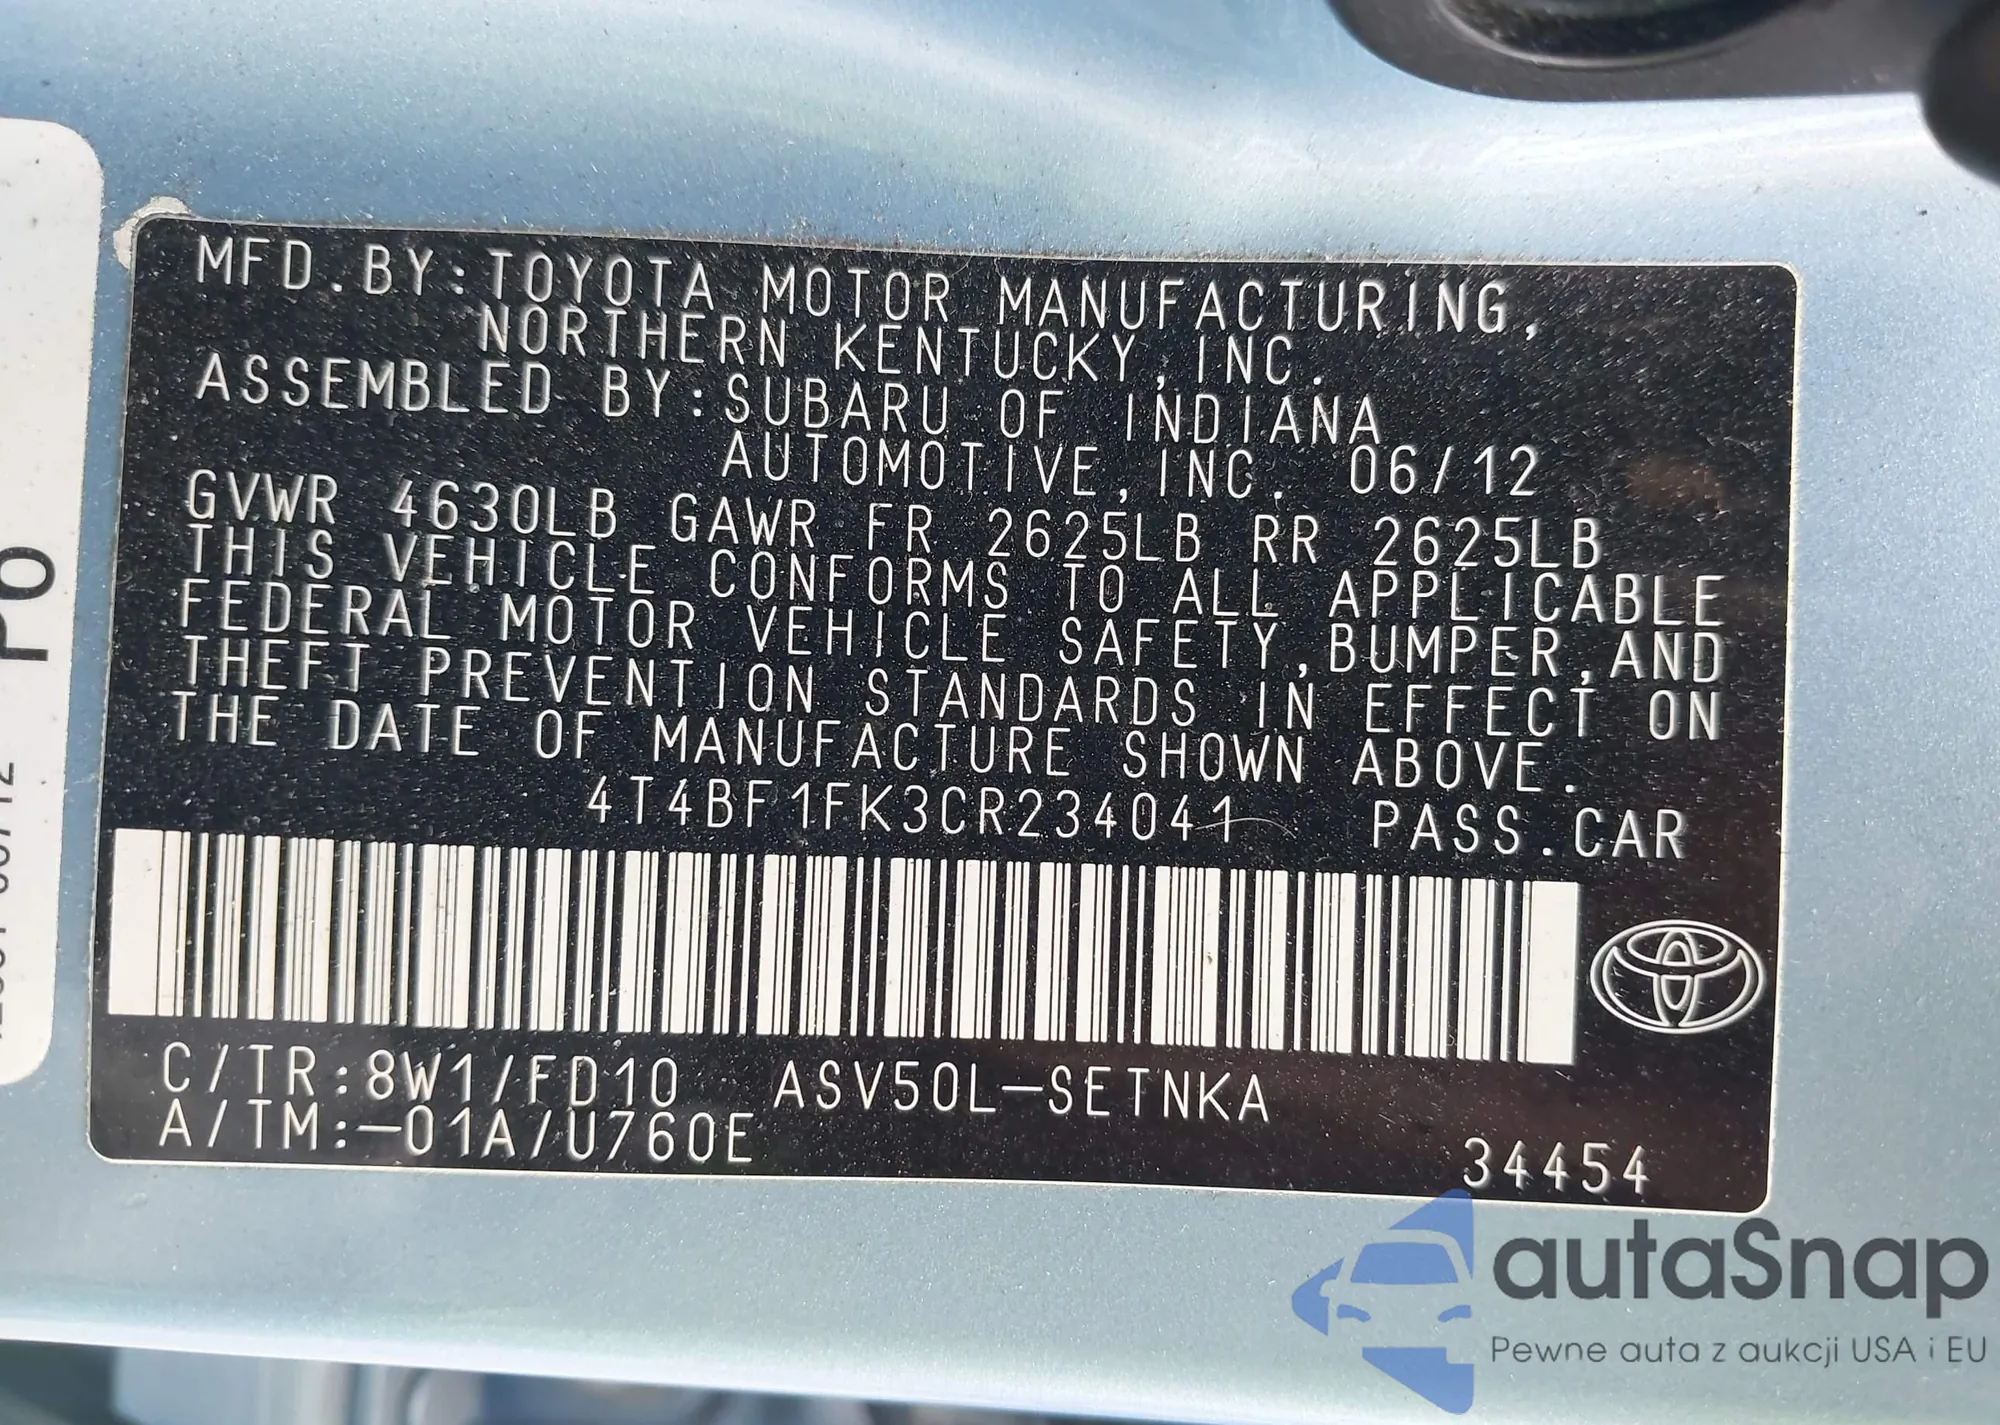 MFD.BY:TOYOTA MOTOR MANUFACTURING,
NORTHERN KENTUCKY,INC.
ASSEMBLED BY:SUBARU OF INDIANA
AUTOMOTIVE,INC. 06/12
GVWR 4630LB GAWR FR 2625LB RR 2625LB
THIS VEHICLE CONFORMS TO ALL APPLICABLE
FEDERAL MOTOR VEHICLE SAFETY,BUMPER,AND
THEFT PREVENTION STANDARDS IN EFFECT ON
THE DATE OF MANUFACTURE SHOWN ABOVE.
4T4BF1FK3CR234041 PASS.CAR
C/TR:8W1/FD10 ASV50L-SETNKA
A/TM:-01A/U760E
34454
autaSnap
Pewne auta z aukcji USA i EU